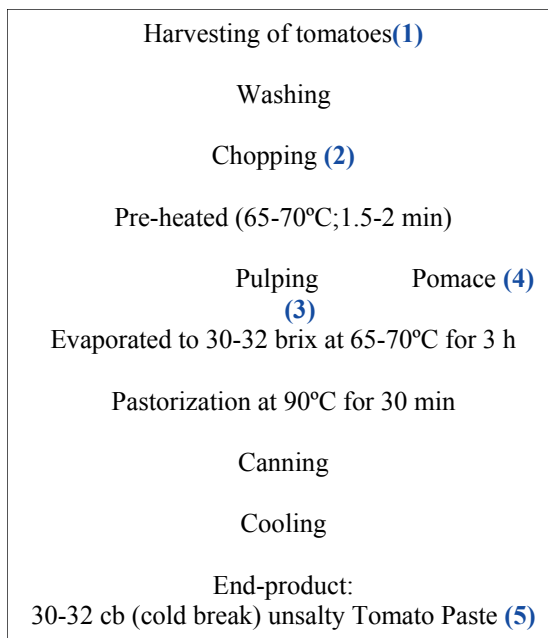 Harvesting of tomatoes(1)
Washing
Chopping (2)
Pre-heated (65-70ºC;1.5-2 min)
Pulping Pomace (4)
(3)
Evaporated to 30-32 brix at 65-70ºC for 3 h
Pastorization at 90ºC for 30 min
Canning
Cooling
End-product:
30-32 cb (cold break) unsalty Tomato Paste (5)